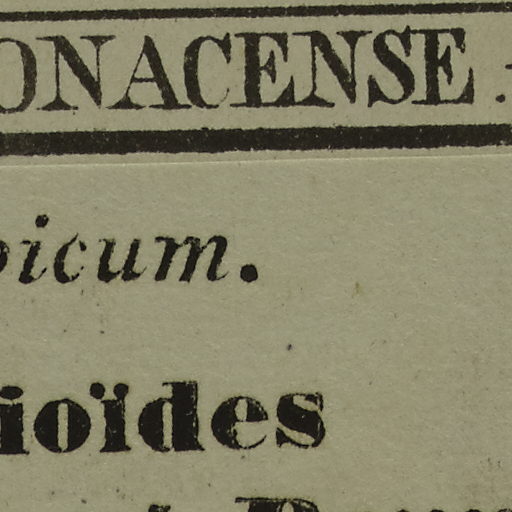 ONACENSE
icum.
ioïdes